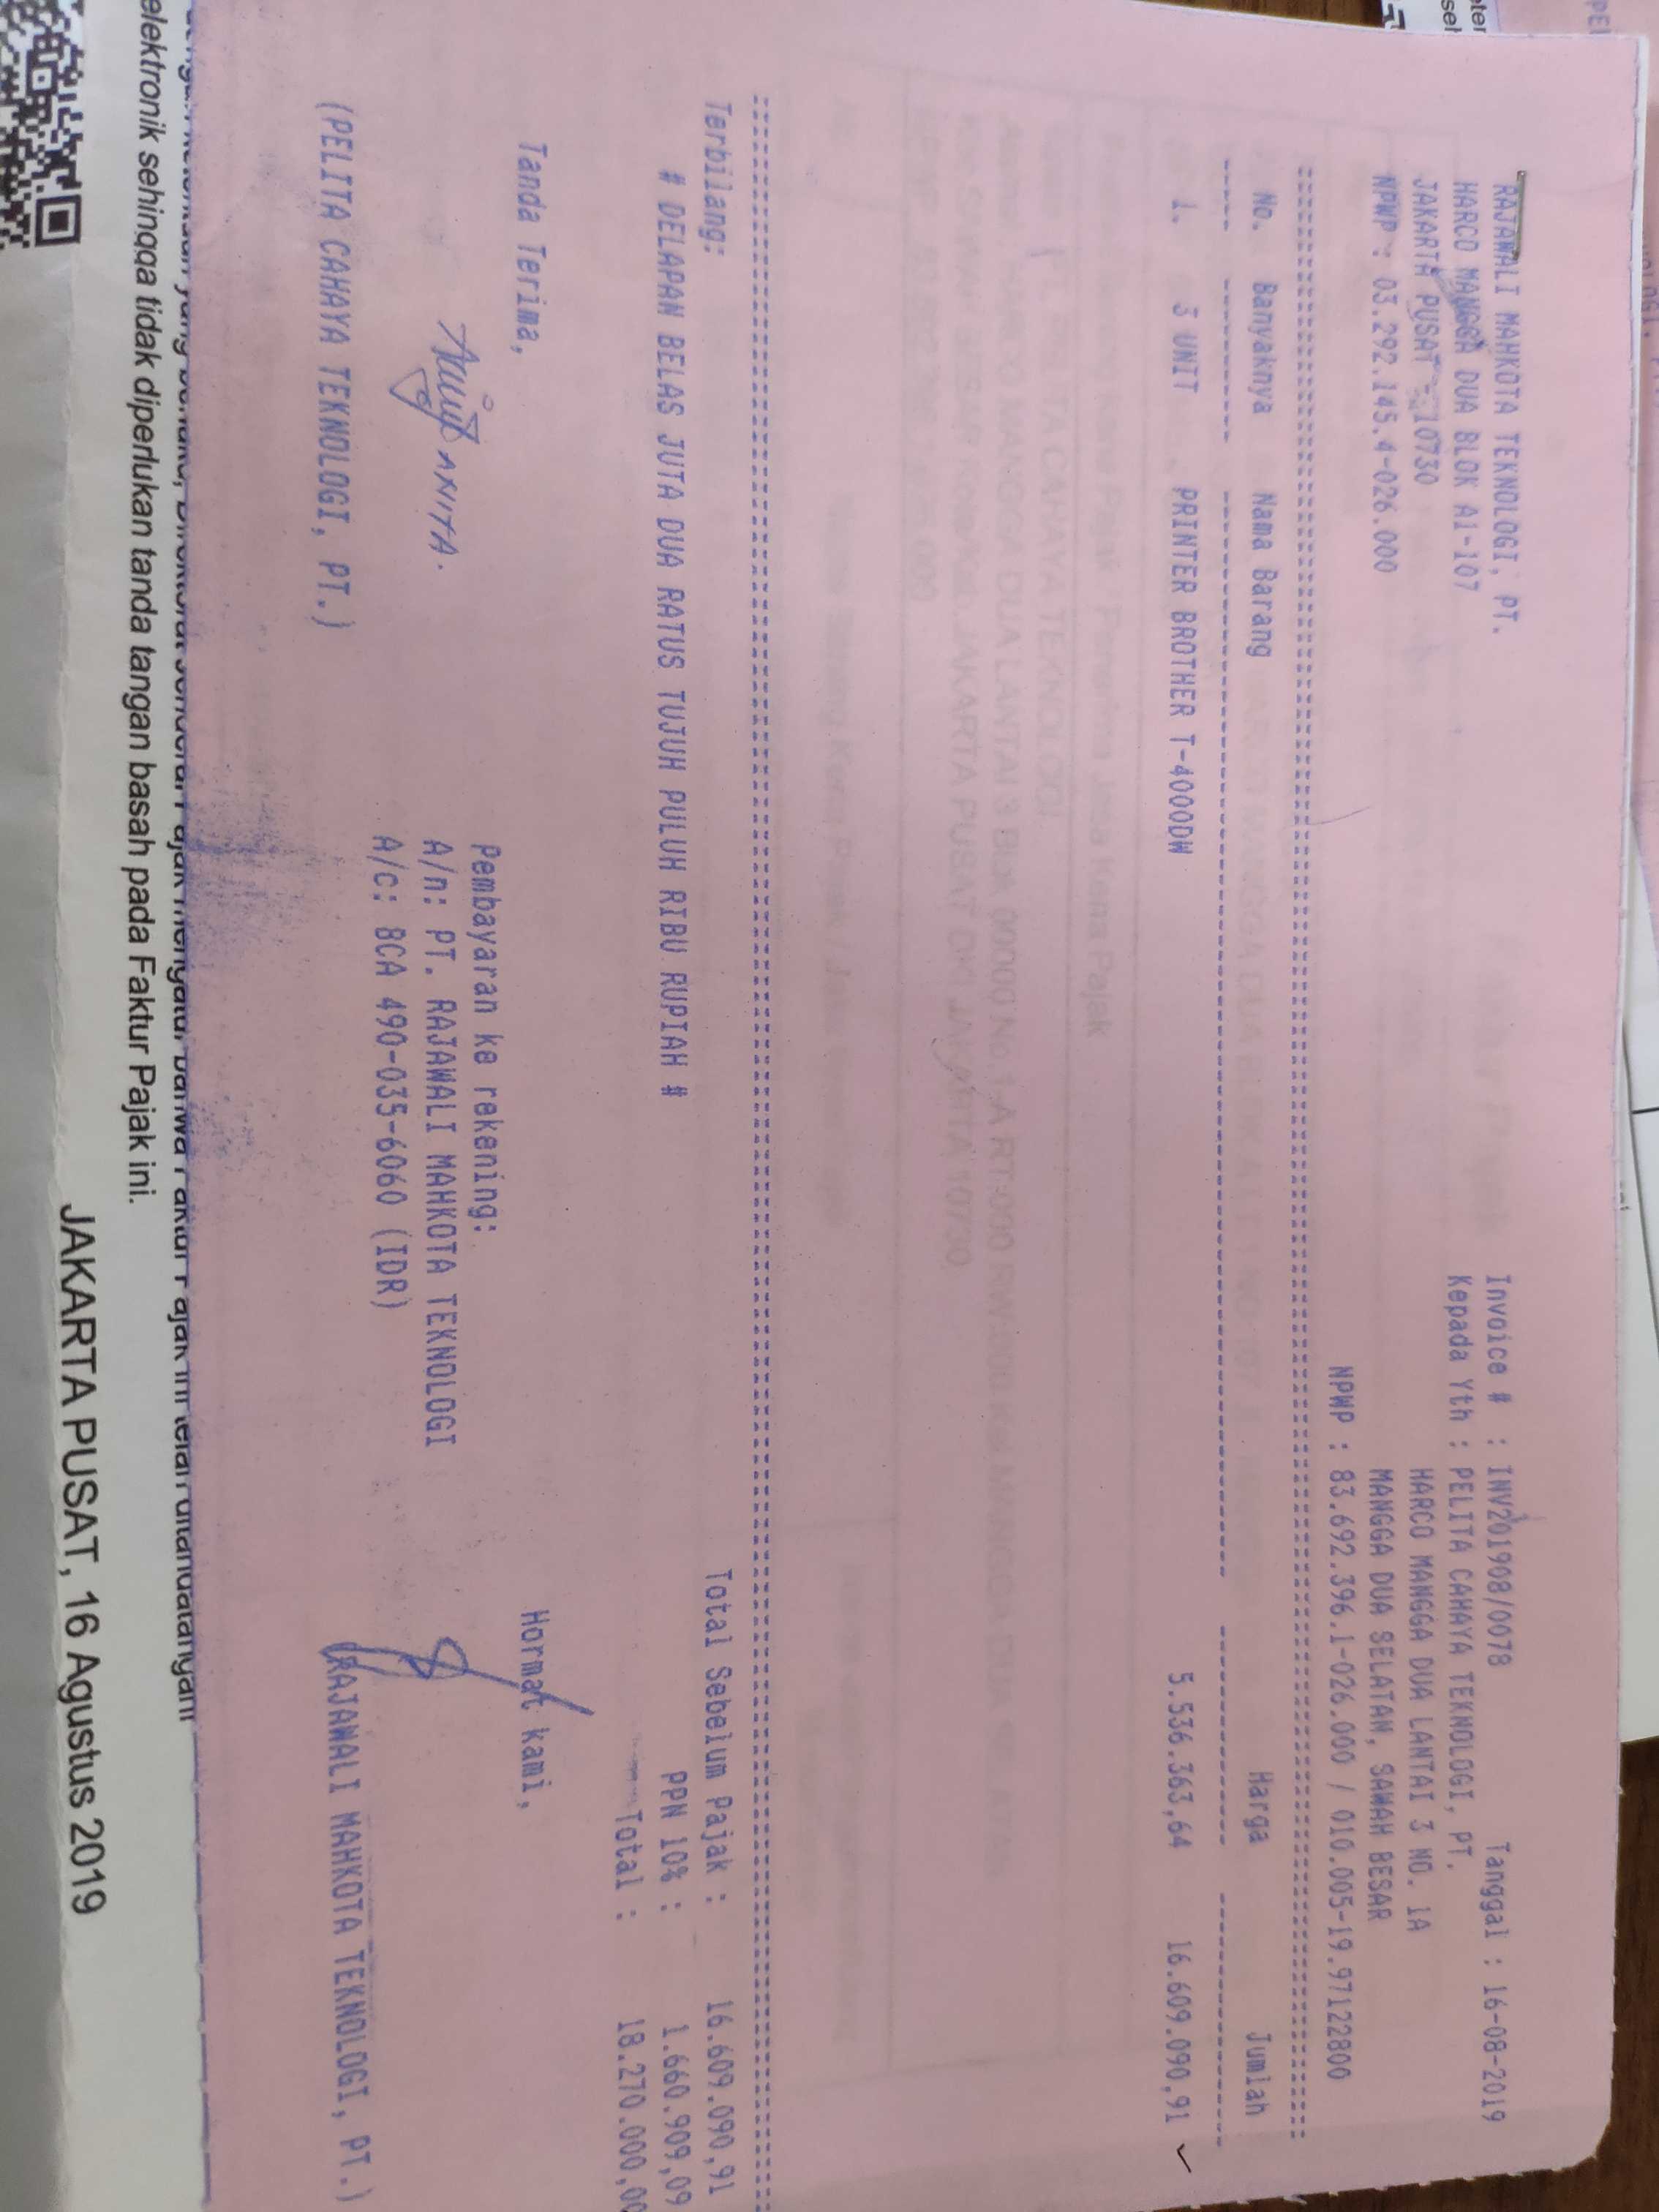 RAJAWALI MAHKOTA TEKNOLOGI, PT.
HARCO MANGGA DUA BLOK A1-107
JAKARTA PUSAT - 10730
NPWP : 03.292.145.4-026.000
Invoice # : INV201908/0078 Tanggal : 16-08-2019
Kepada Yth : PELITA CAHAYA TEKNOLOGI, PT.
HARCO MANGGA DUA LANTAI 3 NO. 1A
MANGGA DUA SELATAN, SAWAH BESAR
NPWP : 83.692.396.1-026.000 / 010.005-19.97122800
No. Banyaknya Nama Barang Harga Jumlah
1. 3 UNIT PRINTER BROTHER T-4000DW 5.536.363,64 16.609.090,91 ✓
Terbilang: Total Sebelum Pajak : 16.609.090,91
# DELAPAN BELAS JUTA DUA RATUS TUJUH PULUH RIBU RUPIAH # PPN 10% : 1.660.909,09
Total : 18.270.000,00
Tanda Terima, Hormat kami,
Pembayaran ke rekening:
A/n: PT. RAJAWALI MAHKOTA TEKNOLOGI
A/c: BCA 490-035-6060 (IDR)
ANITA.
(PELITA CAHAYA TEKNOLOGI, PT.) (RAJAWALI MAHKOTA TEKNOLOGI, PT.)
elektronik sehingga tidak diperlukan tanda tangan basah pada Faktur Pajak ini.
JAKARTA PUSAT, 16 Agustus 2019